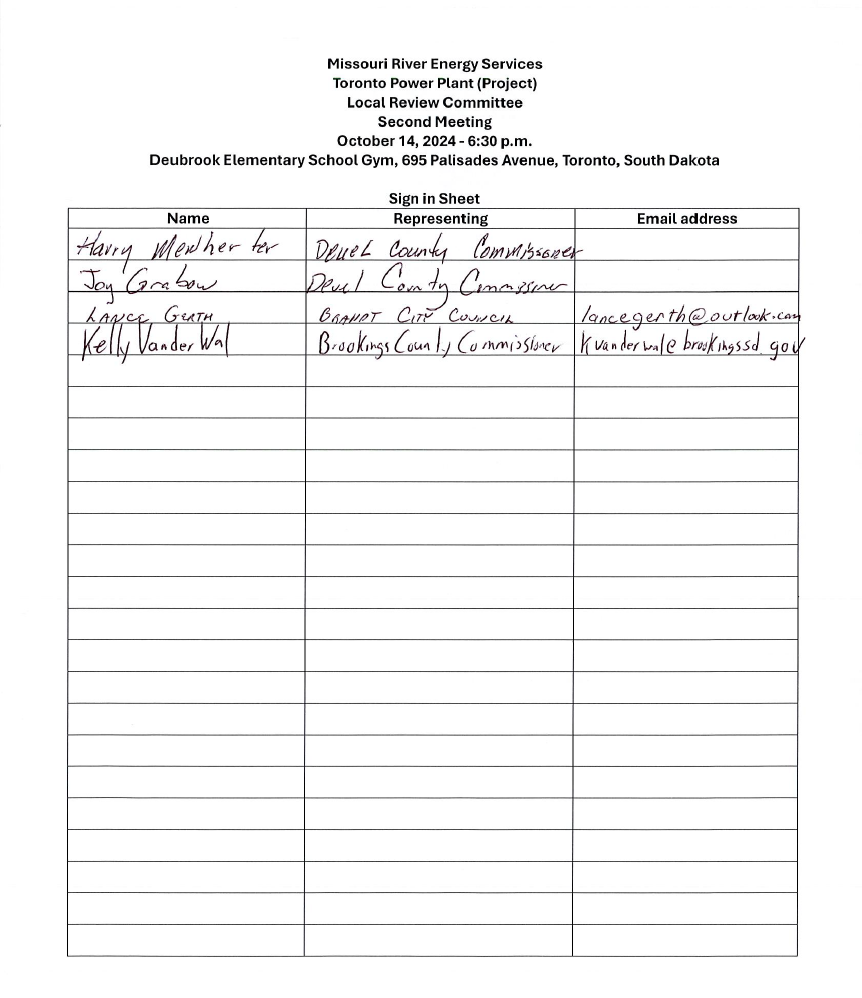 Missouri River Energy Services
Toronto Power Plant (Project)
Local Review Committee
Second Meeting
October 14, 2024 - 6:30 p.m.
Deubrook Elementary School Gym, 695 Palisades Avenue, Toronto, South Dakota
Sign in Sheet
Name Representing Email address
Harry Mewherter Deuel County Commissoner
Joy Grabow Deuel County Commissioner
LANCE GERTH BRANDT CITY COUNCIL lancegerth@outlook.com
Kelly VanderWal Brookings County Commissioner kvanderwal@brookingssd.gov